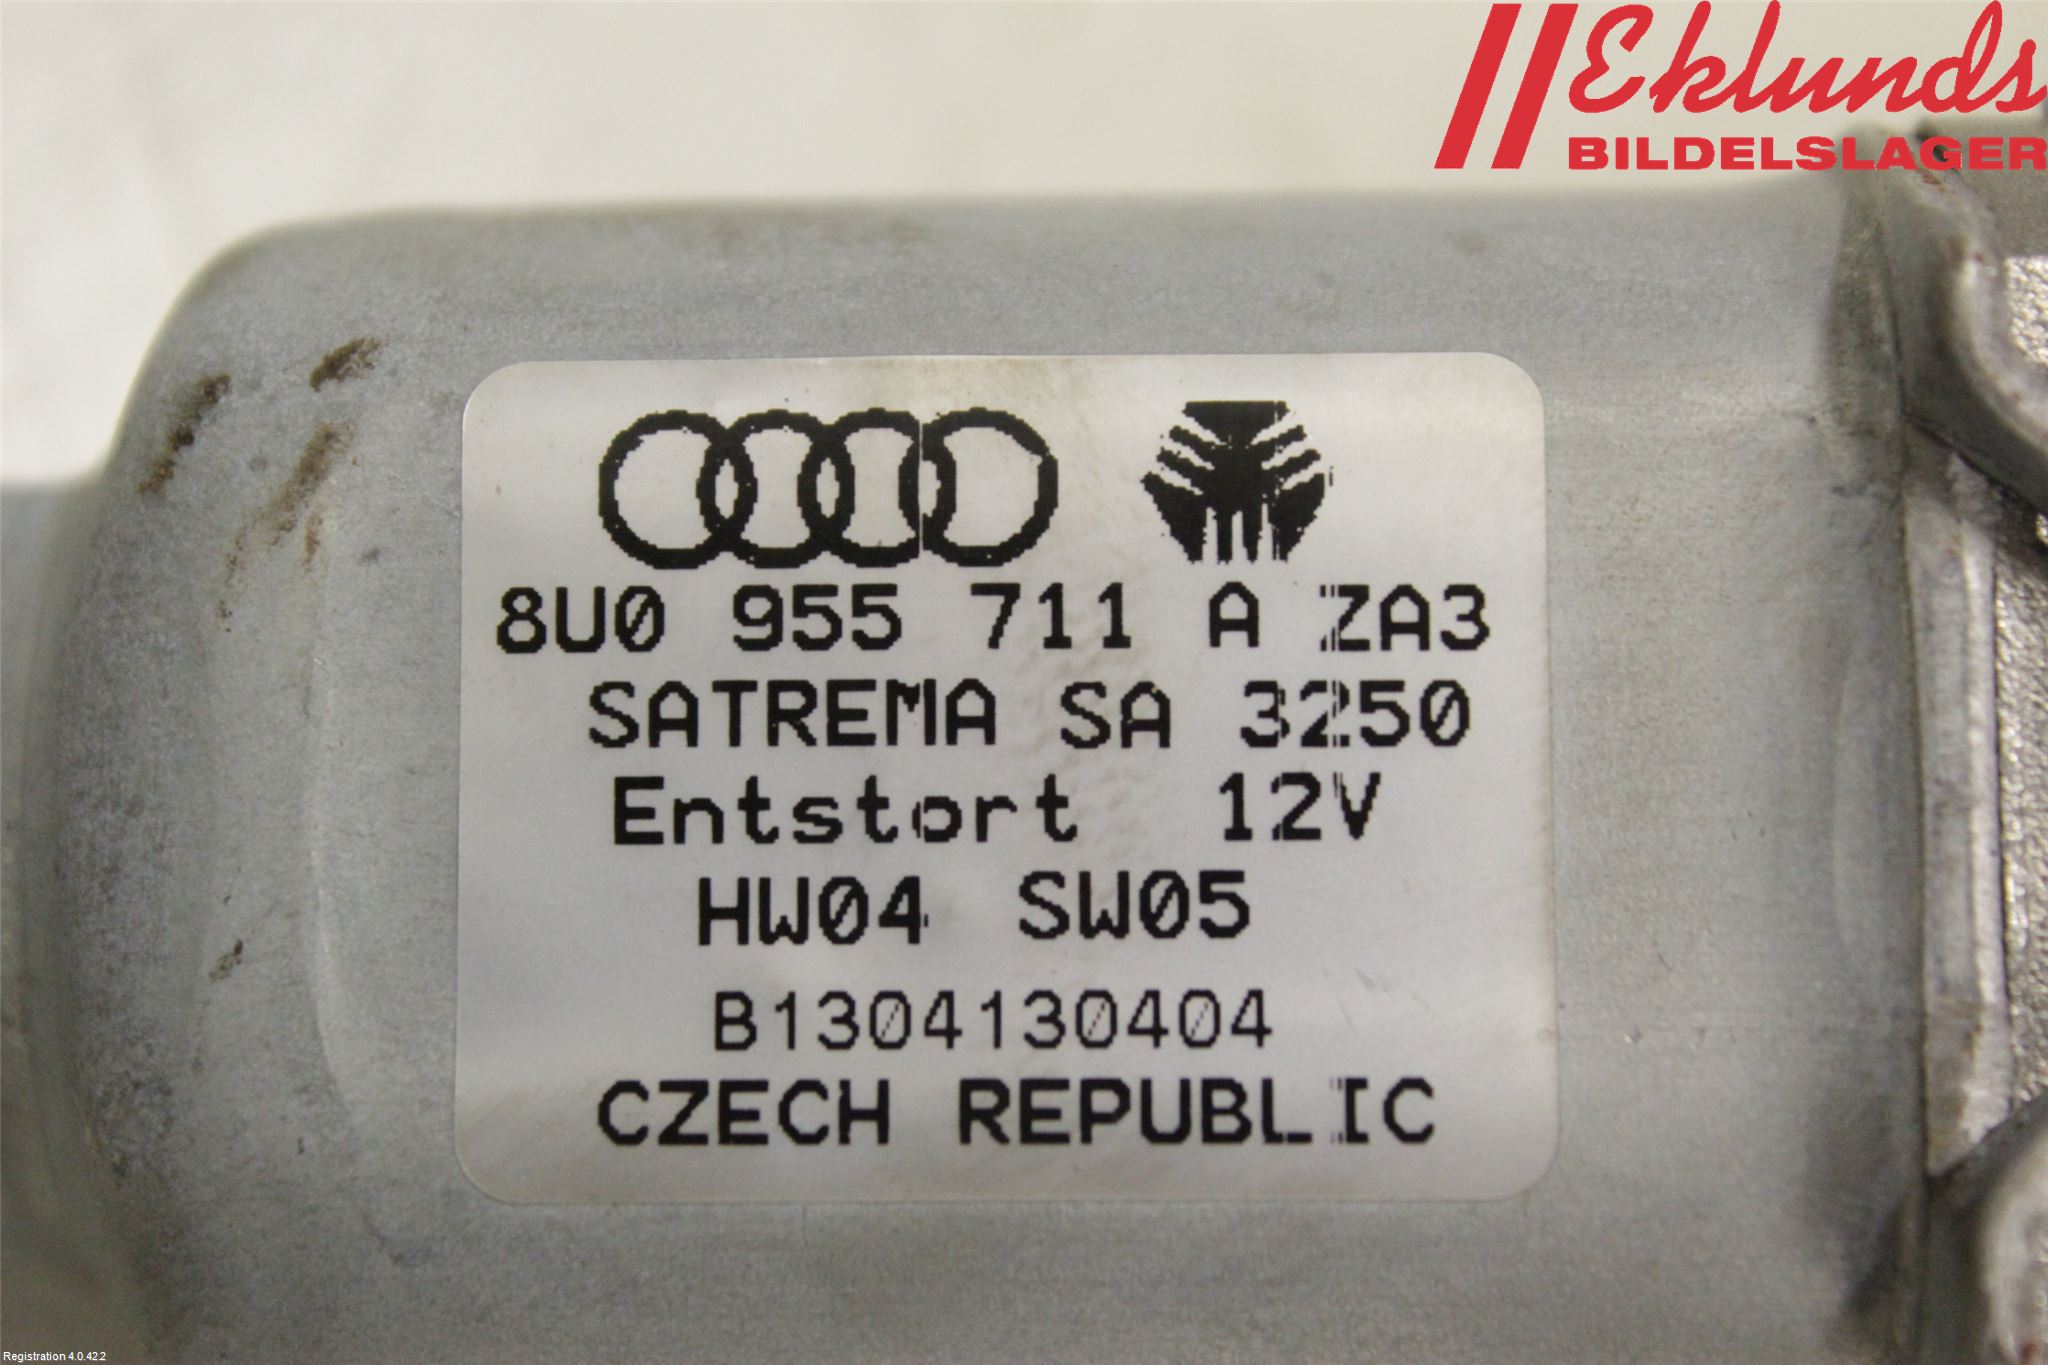 Eklunds
BILDELSLAGER
8U0 955 711 A ZA3
SATREMA SA 3250
Entstort 12V
HW04 SW05
B1304130404
CZECH REPUBLIC
Registration 4.0.42.2